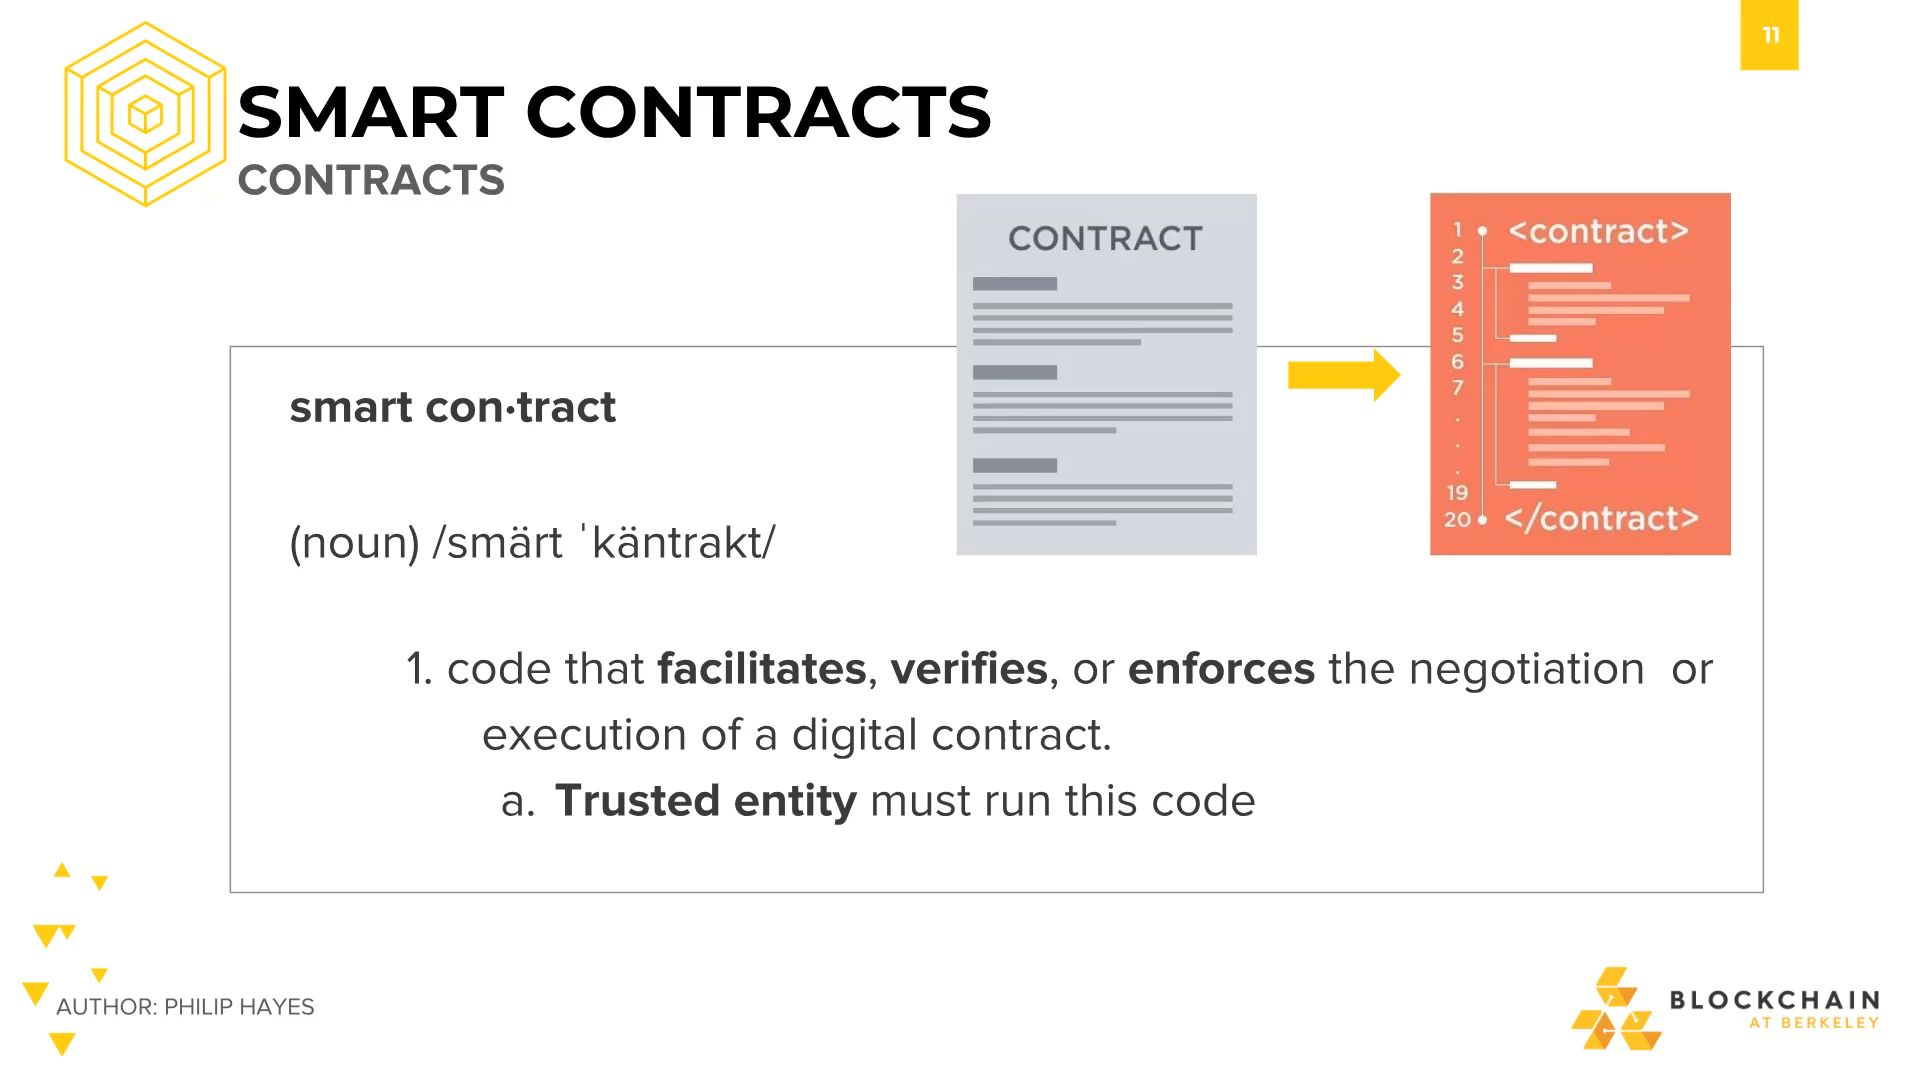 11
SMART CONTRACTS
CONTRACTS
CONTRACT
1 <contract>
2
3
4
5
6
7
.
.
.
19
20 </contract>
smart con·tract
(noun) /smärt ˈkäntrakt/
1. code that facilitates, verifies, or enforces the negotiation or
execution of a digital contract.
a. Trusted entity must run this code
AUTHOR: PHILIP HAYES
BLOCKCHAIN
AT BERKELEY